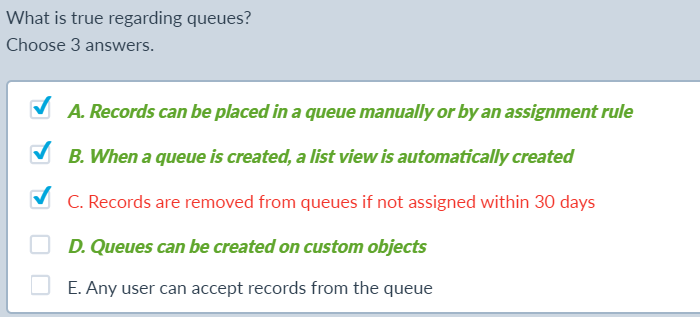 What is true regarding queues?
Choose 3 answers.
A. Records can be placed in a queue manually or by an assignment rule
B. When a queue is created, a list view is automatically created
C. Records are removed from queues if not assigned within 30 days
D. Queues can be created on custom objects
E. Any user can accept records from the queue